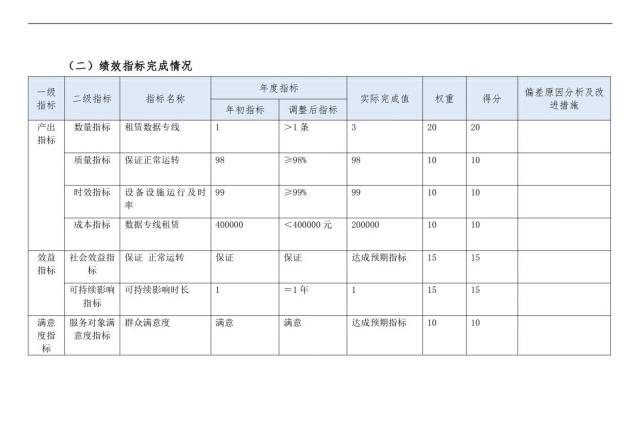 （二）绩效指标完成情况
一级指标 二级指标 指标名称 年度指标 实际完成值 权重 得分 偏差原因分析及改进措施
年初指标 调整后指标
产出指标 数量指标 租赁数据专线 1 ＞1 条 3 20 20
质量指标 保证正常运转 98 ≥98% 98 10 10
时效指标 设备设施运行及时率 99 ≥99% 99 10 10
成本指标 数据专线租赁 400000 ＜400000 元 200000 10 10
效益指标 社会效益指标 保证 正常运转 保证 保证 达成预期指标 15 15
可持续影响指标 可持续影响时长 1 ＝1 年 1 15 15
满意度指标 服务对象满意度指标 群众满意度 满意 满意 达成预期指标 10 10